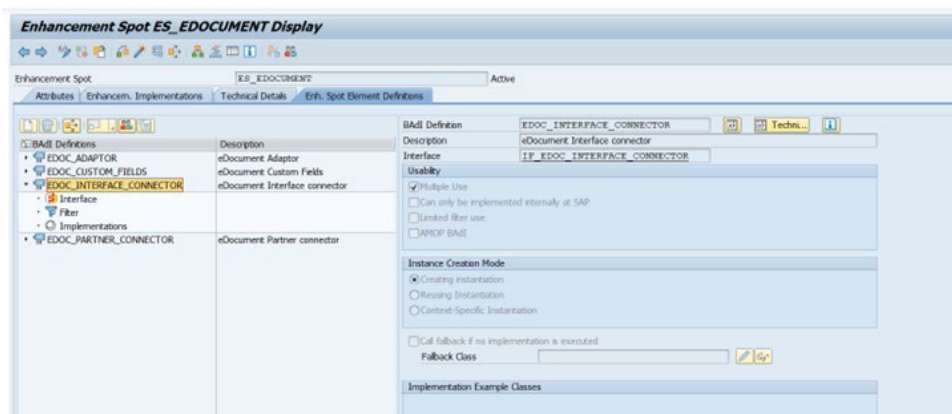 Enhancement Spot ES_EDOCUMENT Display
Enhancement Spot ES_EDOCUMENT Active
Attributes Enhancem. Implementations Technical Details Enh. Spot Element Definitions
BAdI Definitions Description
EDOC_ADAPTOR eDocument Adaptor
EDOC_CUSTOM_FIELDS eDocument Custom Fields
EDOC_INTERFACE_CONNECTOR eDocument Interface connector
Interface
Filter
Implementations
EDOC_PARTNER_CONNECTOR eDocument Partner connector
BAdI Definition EDOC_INTERFACE_CONNECTOR Techni...
Description eDocument Interface connector
Interface IF_EDOC_INTERFACE_CONNECTOR
Usability
Multiple Use
Can only be implemented internally at SAP
Limited filter use
AMDP BAdI
Instance Creation Mode
Creating instantiation
Reusing Instantiation
Context-Specific Instantiation
Call fallback if no implementation is executed
Fallback Class
Implementation Example Classes